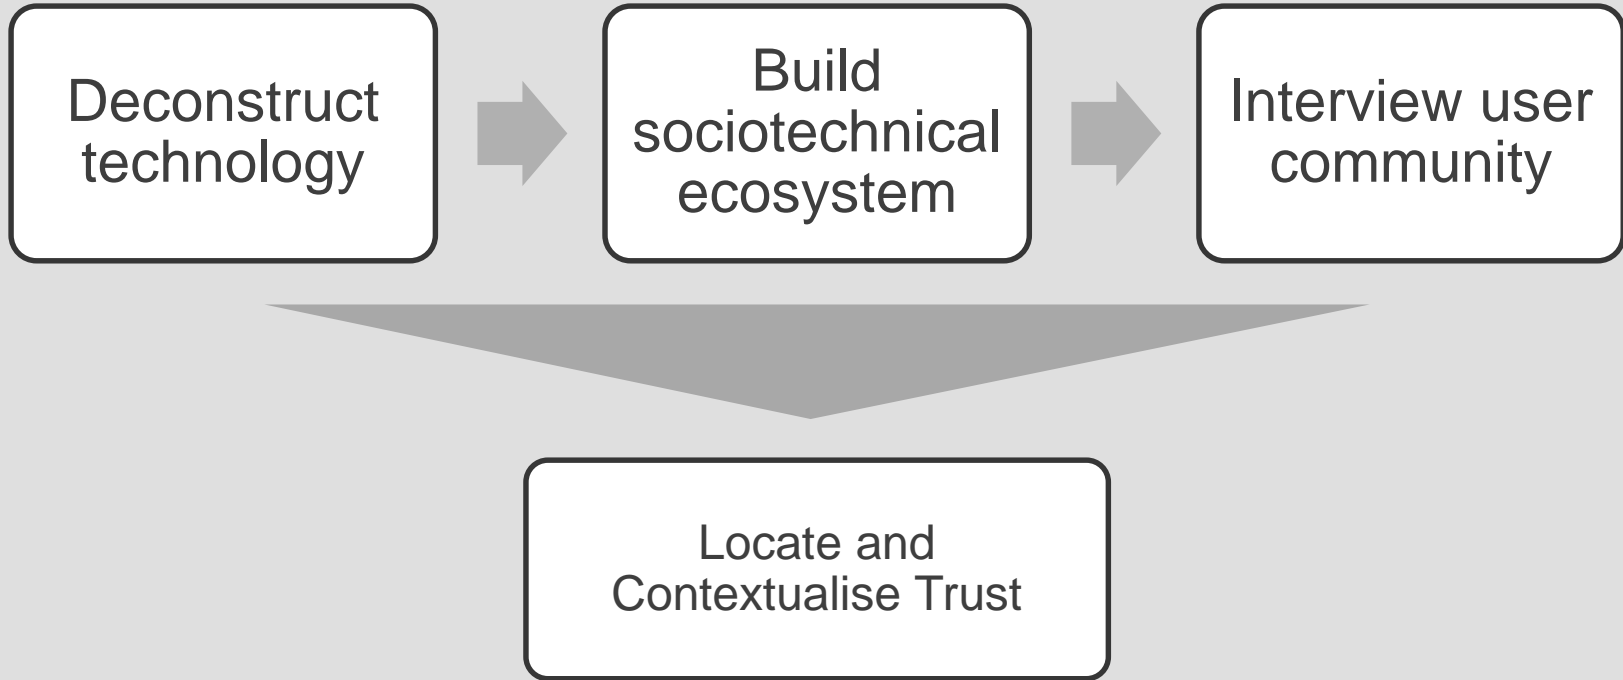 Deconstruct
technology
Build
sociotechnical
ecosystem
Interview user
community
Locate and
Contextualise Trust